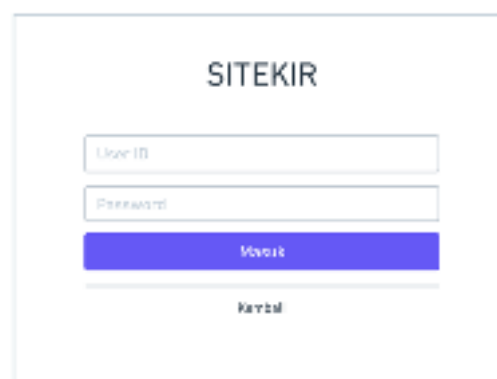 SITEKIR
User ID
Password
Masuk
Kembali